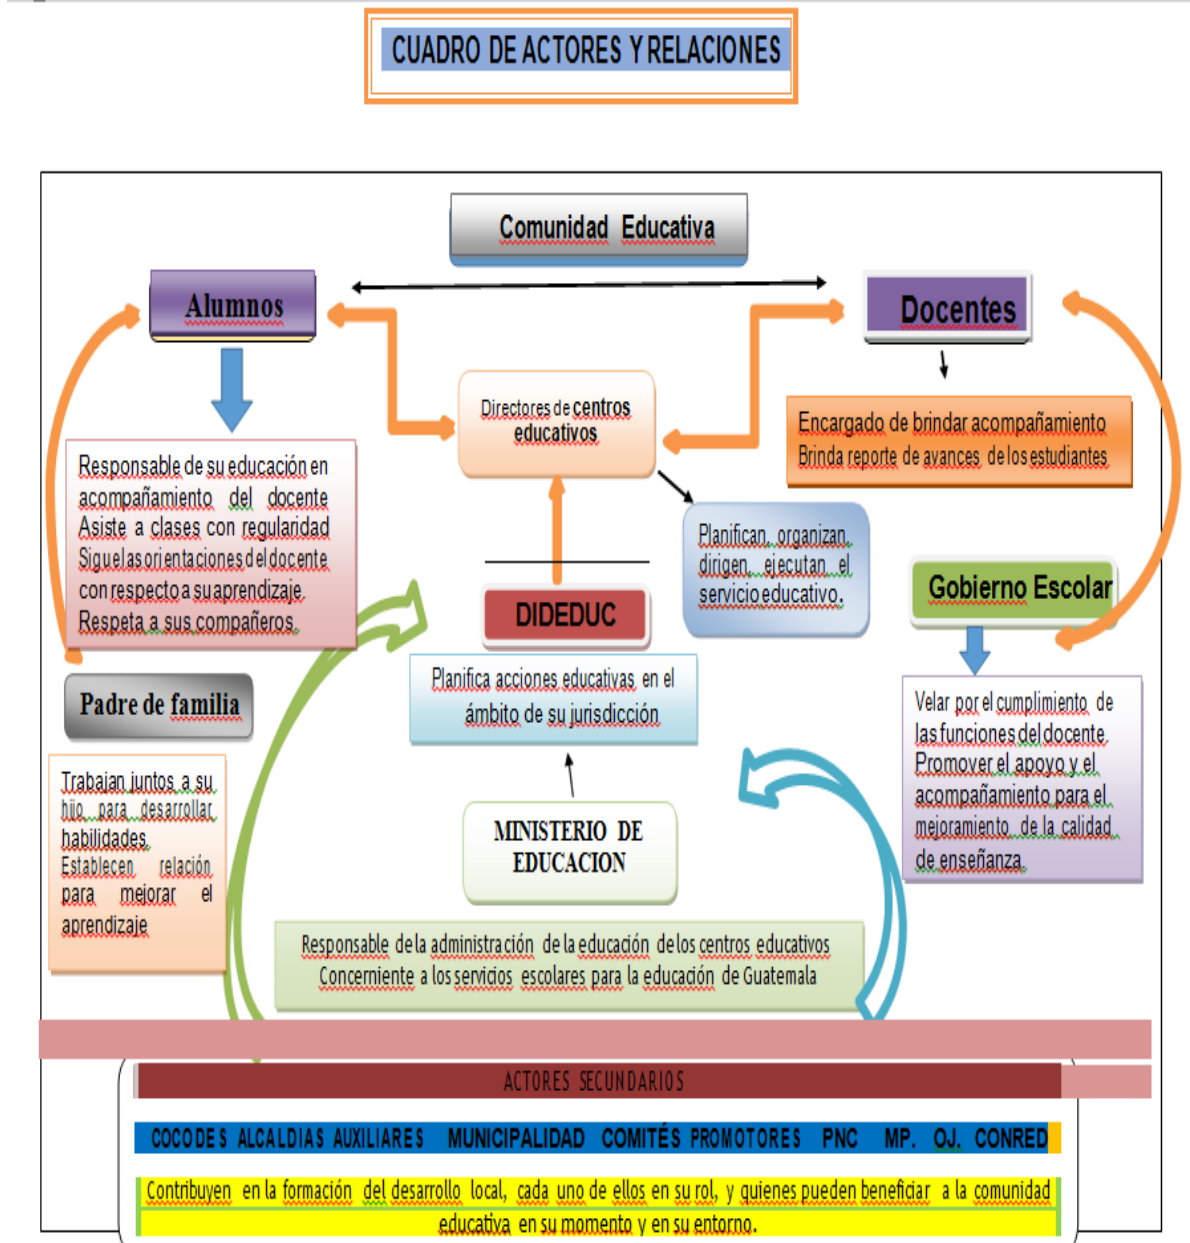 CUADRO DE ACTORES Y RELACIONES
Comunidad Educativa
Alumnos
Docentes
Directores de centros
educativos
Encargado de brindar acompañamiento
Brinda reporte de avances de los estudiantes
Responsable de su educación en
acompañamiento del docente
Asiste a clases con regularidad
Sigue las orientaciones del docente
con respecto a su aprendizaje.
Respeta a sus compañeros.
Planifican, organizan,
dirigen, ejecutan el
servicio educativo.
Gobierno Escolar
DIDEDUC
Planifica acciones educativas en el
ámbito de su jurisdicción
Padre de familia
Velar por el cumplimiento de
las funciones del docente.
Promover el apoyo y el
acompañamiento para el
mejoramiento de la calidad
de enseñanza.
Trabajan juntos a su
hijo para desarrollar
habilidades.
Establecen relación
para mejorar el
aprendizaje
MINISTERIO DE
EDUCACION
Responsable de la administración de la educación de los centros educativos
Concerniente a los servicios escolares para la educación de Guatemala
ACTORES SECUNDARIOS
COCODES ALCALDIAS AUXILIARES MUNICIPALIDAD COMITÉS PROMOTORES PNC MP. OJ. CONRED
Contribuyen en la formación del desarrollo local, cada uno de ellos en su rol, y quienes pueden beneficiar a la comunidad
educativa en su momento y en su entorno.